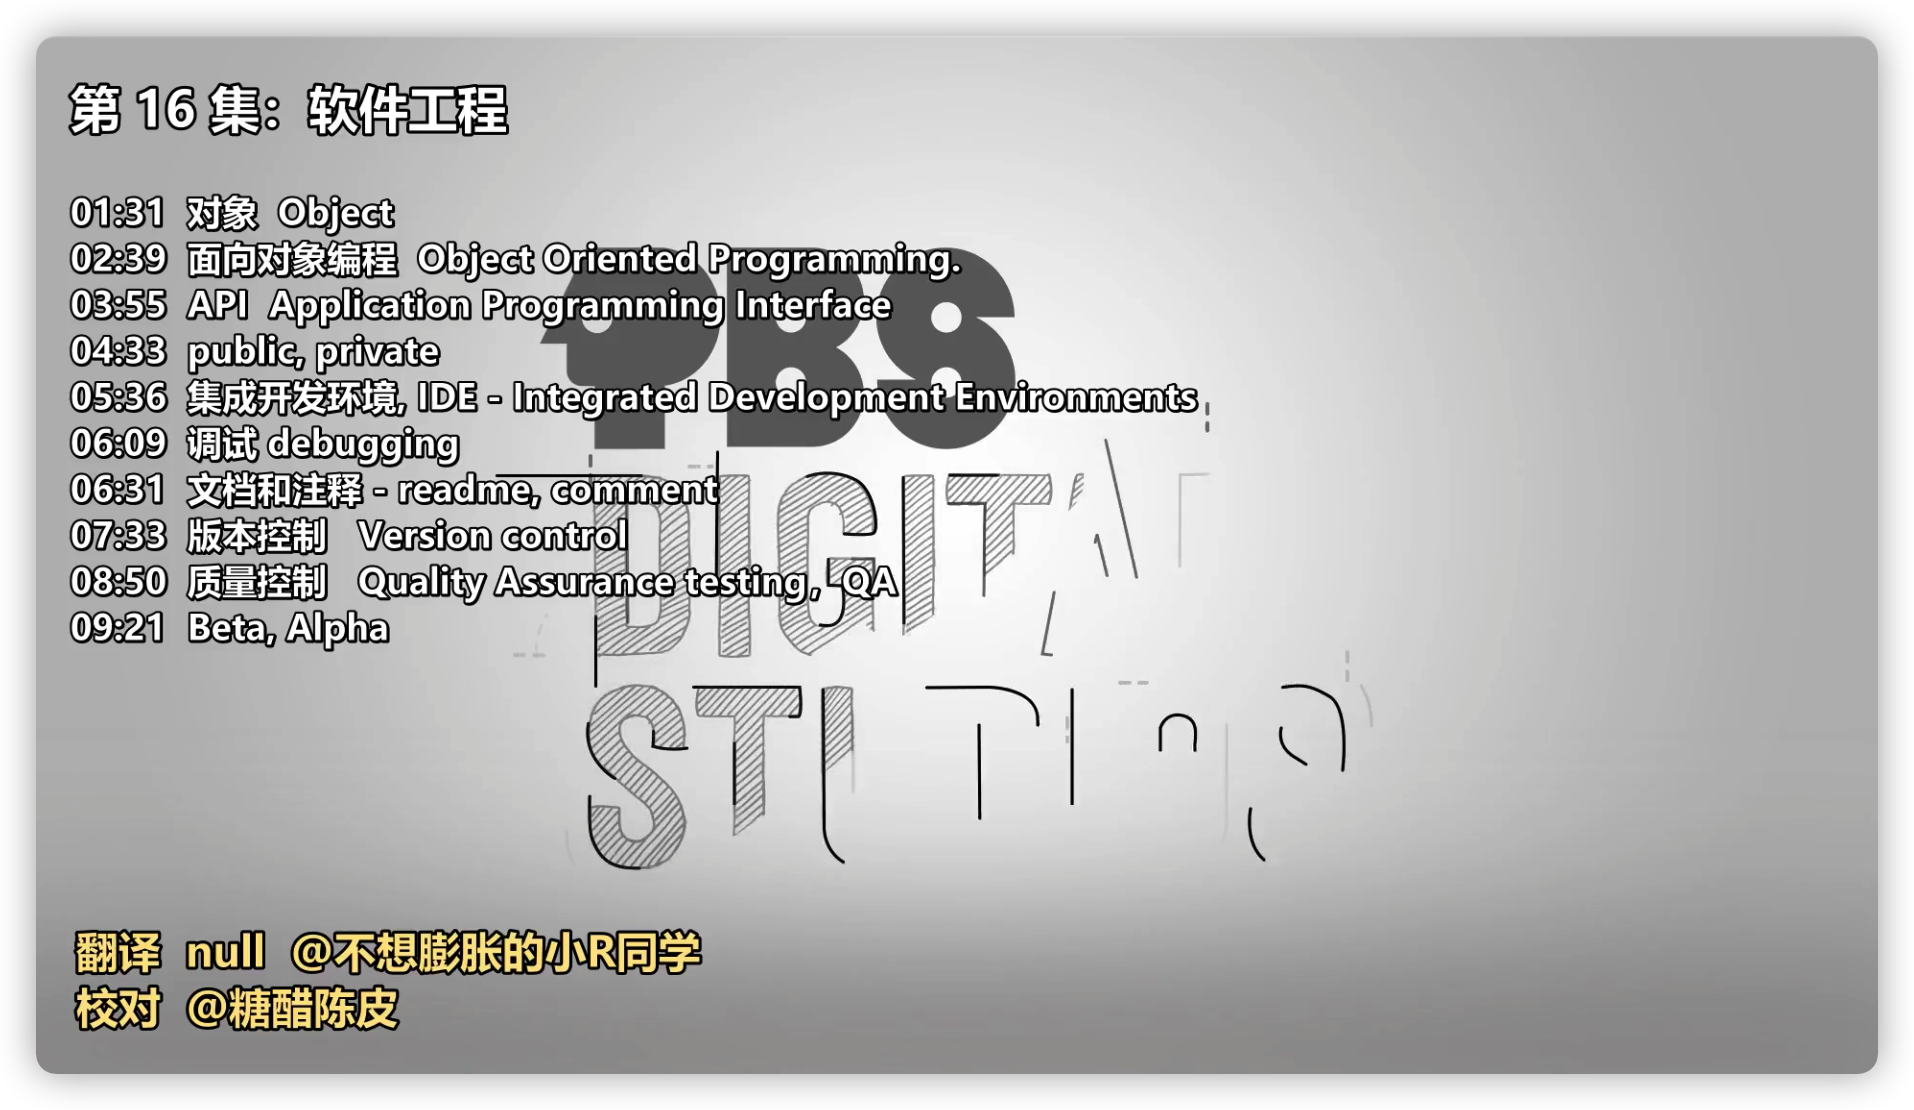 第 16 集：软件工程
01:31 对象 Object
02:39 面向对象编程 Object Oriented Programming.
03:55 API Application Programming Interface
04:33 public, private
05:36 集成开发环境, IDE - Integrated Development Environments
06:09 调试 debugging
06:31 文档和注释 - readme, comment
07:33 版本控制 Version control
08:50 质量控制 Quality Assurance testing，QA
09:21 Beta, Alpha
PBS
DIGIT
ST
翻译 null @不想膨胀的小R同学
校对 @糖醋陈皮